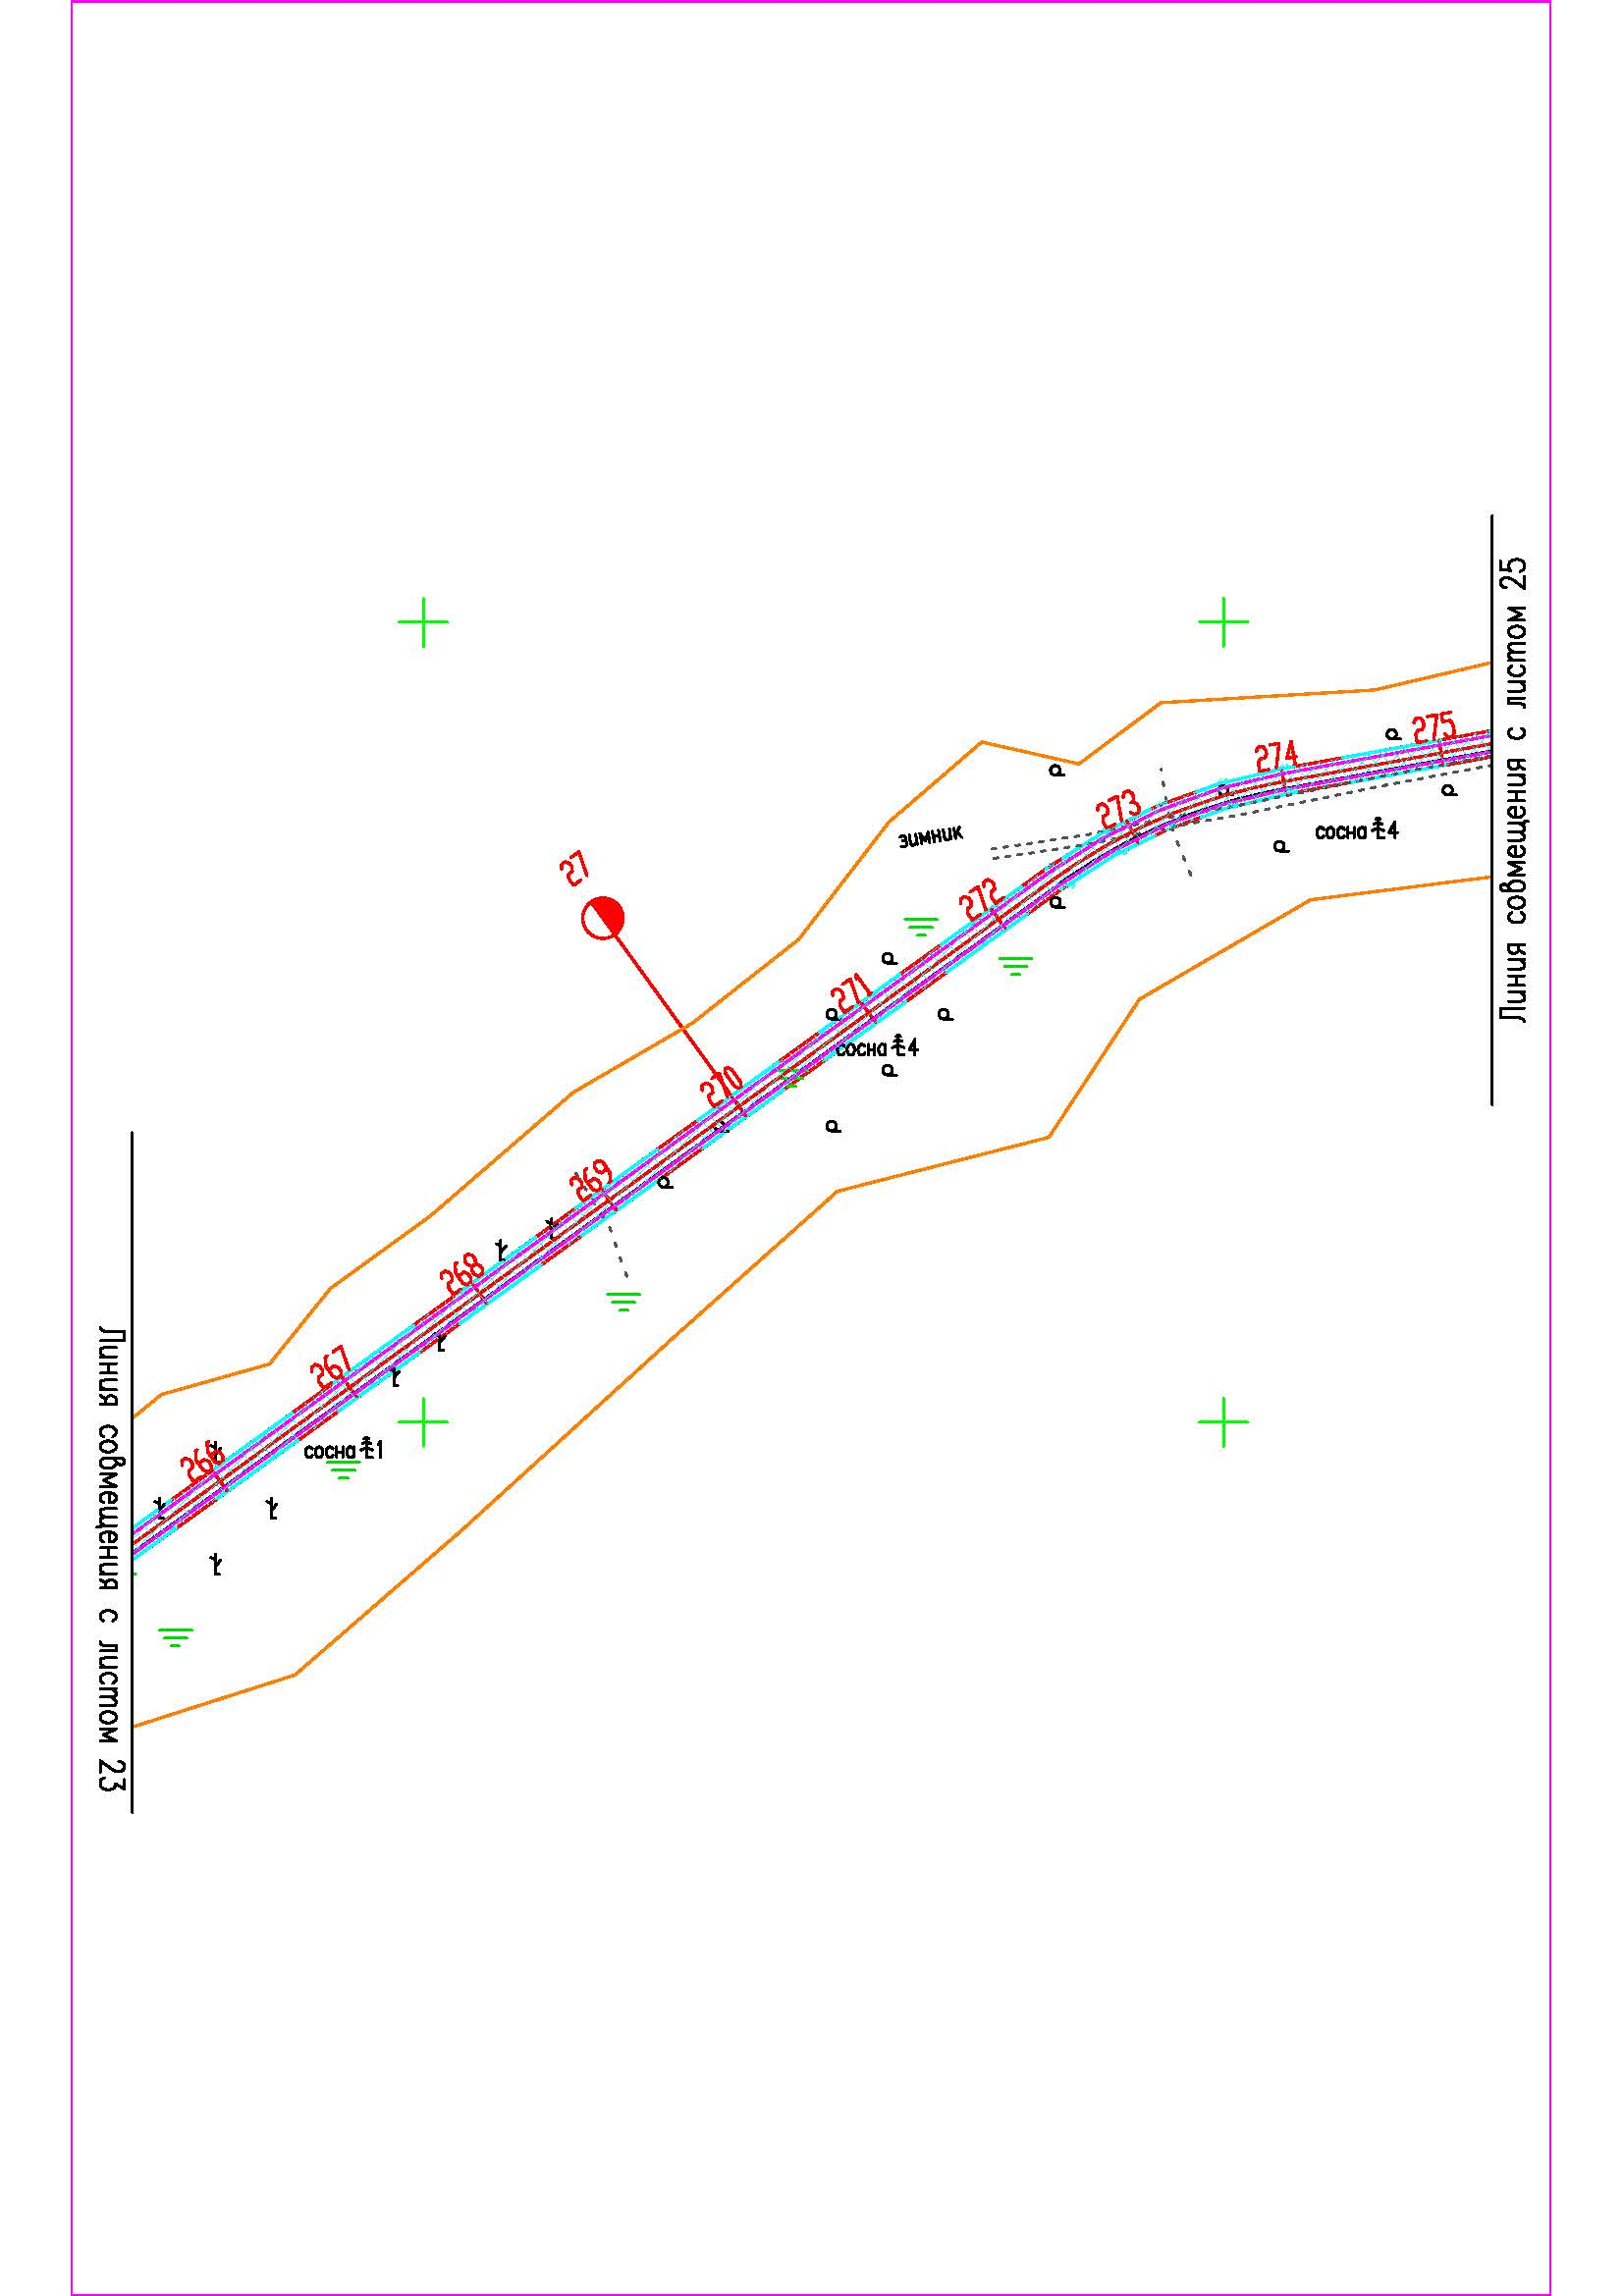 Линия совмещения с листом 25
275
274
273
сосна 4
зимник
27
272
271
сосна 4
270
269
268
267
266
сосна 1
Линия совмещения с листом 23